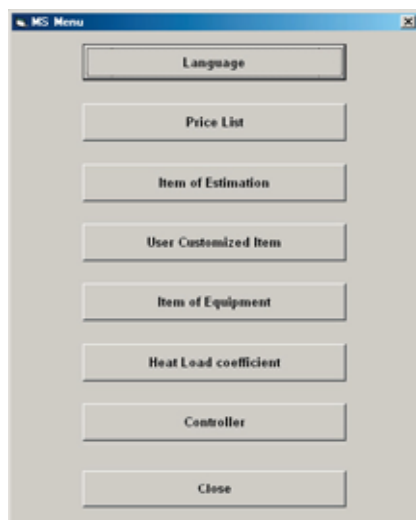 MS Menu
Language
Price List
Item of Estimation
User Customized Item
Item of Equipment
Heat Load coefficient
Controller
Close